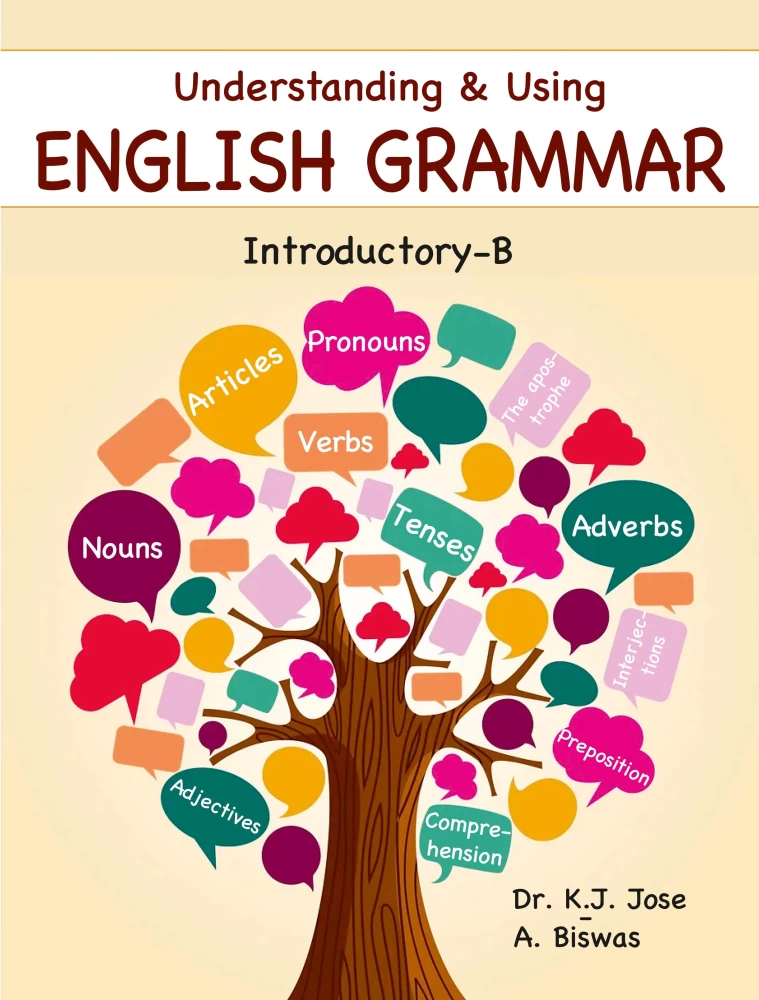 Understanding & Using
ENGLISH GRAMMAR
Introductory-B
Pronouns
Articles
The apos-
trophe
Verbs
Tenses
Adverbs
Nouns
Interjec-
tions
Preposition
Adjectives
Compre-
hension
Dr. K.J. Jose
A. Biswas